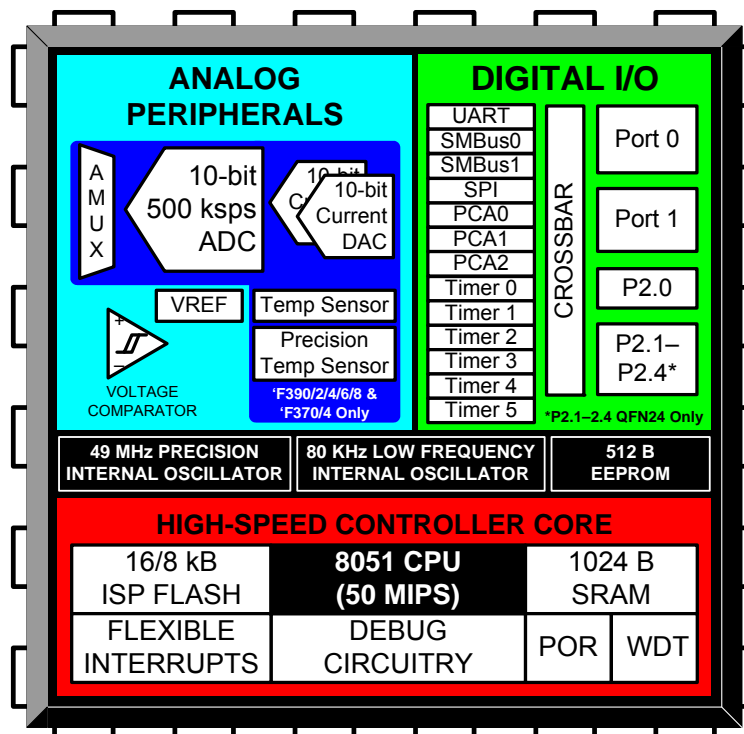 ANALOG
PERIPHERALS
A
M
U
X
10-bit
500 ksps
ADC
10-bit
10-bit
Current
DAC
VREF
Temp Sensor
Precision
Temp Sensor
+
–
VOLTAGE
COMPARATOR
‘F390/2/4/6/8 &
‘F370/4 Only
DIGITAL I/O
UART
SMBus0
SMBus1
SPI
PCA0
PCA1
PCA2
Timer 0
Timer 1
Timer 2
Timer 3
Timer 4
Timer 5
CROSSBAR
Port 0
Port 1
P2.0
P2.1–
P2.4*
*P2.1–2.4 QFN24 Only
49 MHz PRECISION
INTERNAL OSCILLATOR
80 KHz LOW FREQUENCY
INTERNAL OSCILLATOR
512 B
EEPROM
HIGH-SPEED CONTROLLER CORE
16/8 kB
ISP FLASH
8051 CPU
(50 MIPS)
1024 B
SRAM
FLEXIBLE
INTERRUPTS
DEBUG
CIRCUITRY
POR
WDT